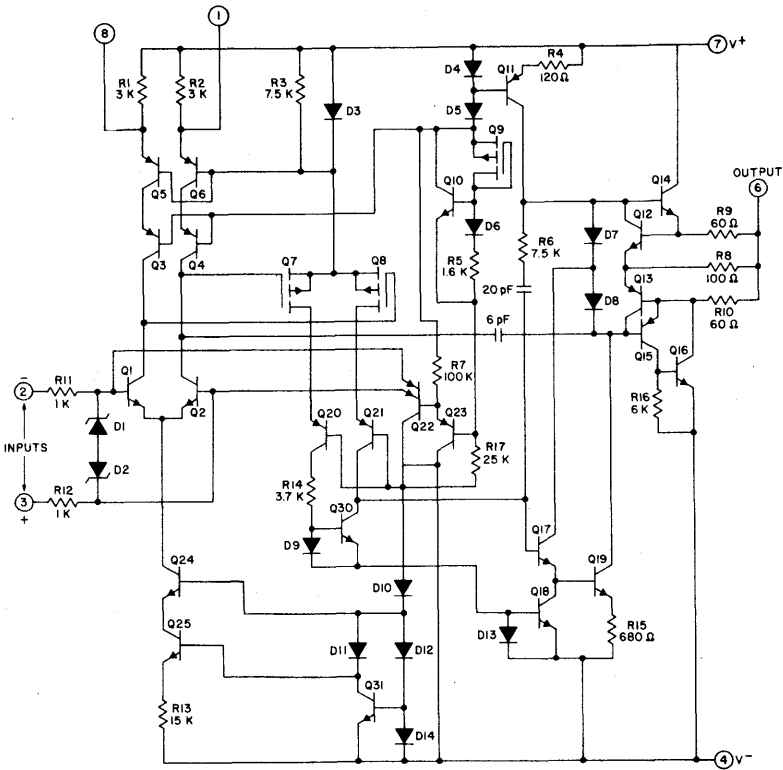 8
1
R1
3 K
R2
3 K
R3
7.5 K
D3
D4
D5
Q11
R4
120Ω
7 V+
Q9
Q5
Q6
Q10
Q3
Q4
D6
R5
1.6 K
R6
7.5 K
20 pF
D7
D8
Q12
Q14
OUTPUT
6
R9
60 Ω
R8
100 Ω
R10
60Ω
Q13
Q15
Q16
R16
6 K
Q7
Q8
6 pF
R7
100 K
− 2
R11
1 K
Q1
Q2
D1
D2
INPUTS
3
+
R12
1 K
Q20
Q21
Q22
Q23
R17
25 K
R14
3.7 K
Q30
D9
Q17
Q18
Q19
R15
680 Ω
D13
Q24
Q25
D10
D11
D12
Q31
D14
R13
15 K
4 V−